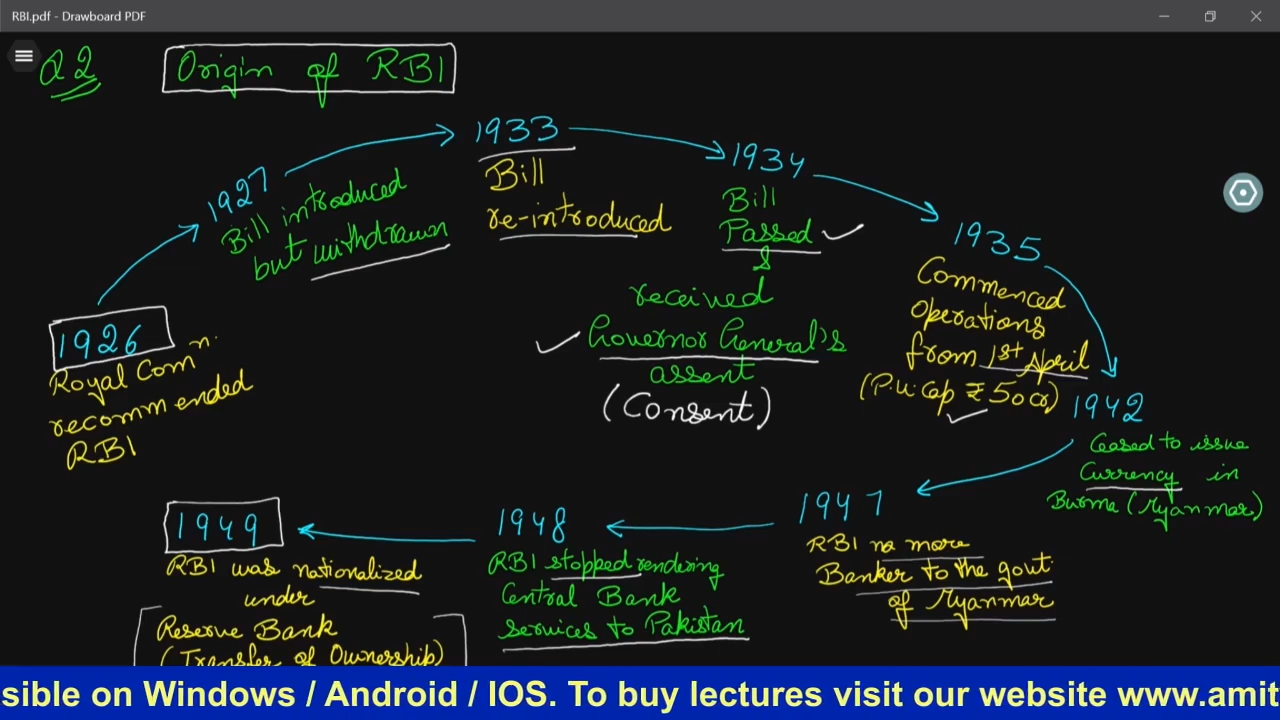 RBI.pdf - Drawboard PDF
Q2
Origin of RBI
1926
Royal Comⁿ.
recommended
RBI
1927
Bill introduced
but withdrawn
1933
Bill
re-introduced
1934
Bill
Passed
&
received
Governor General's
assent
(Consent)
1935
Commenced
Operations
from 1st April
(P.u. Cap ₹ 50 cr)
1942
Ceased to issue
Currency in
Burma (Myanmar)
1947
RBI no more
Banker to the govt
of Myanmar
1948
RBI stopped rendering
Central Bank
services to Pakistan
1949
RBI was nationalized
under
Reserve Bank
(Transfer of Ownership)
sible on Windows / Android / IOS. To buy lectures visit our website www.amit